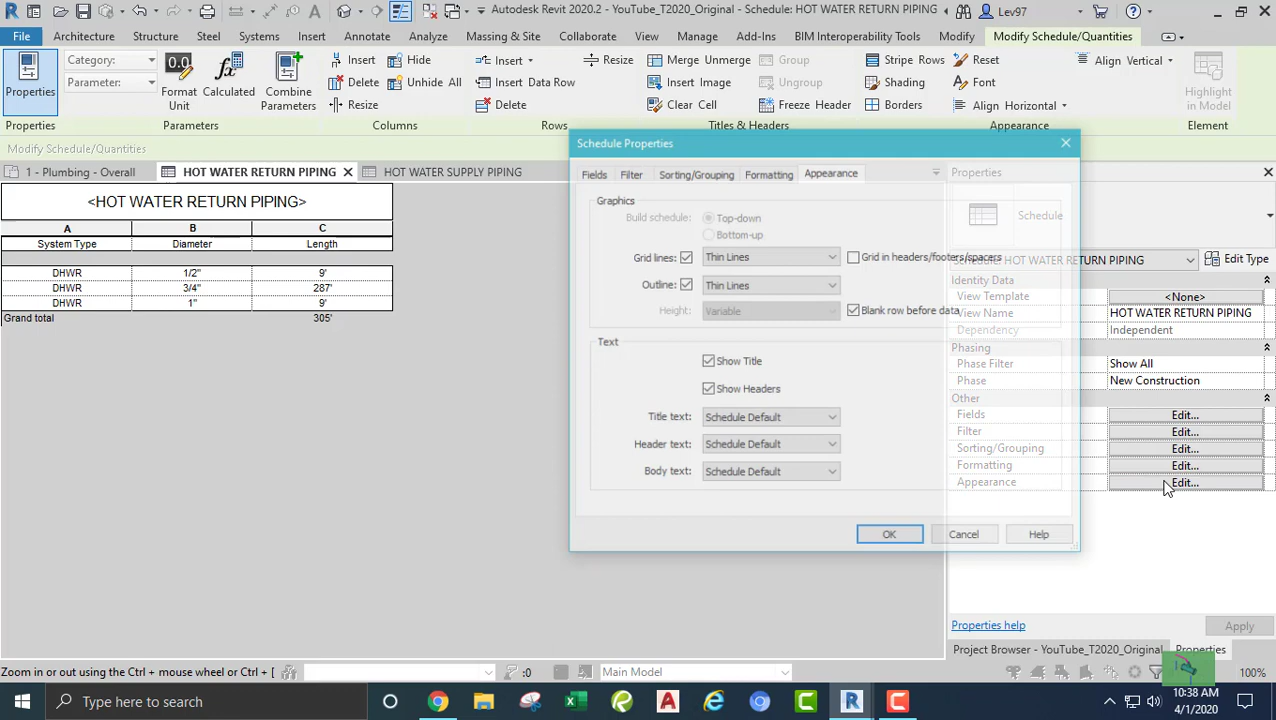 Autodesk Revit 2020.2 - YouTube_T2020_Original - Schedule: HOT WATER RETURN PIPING
Lev97
File Architecture Structure Steel Systems Insert Annotate Analyze Massing & Site Collaborate View Manage Add-Ins BIM Interoperability Tools Modify Modify Schedule/Quantities
Category: Insert Hide Insert Resize Merge Unmerge Group Stripe Rows Reset Align Vertical
Parameter: Delete Unhide All Insert Data Row Insert Image Ungroup Shading Font
Properties Format Unit Calculated Combine Parameters Resize Delete Clear Cell Freeze Header Borders Align Horizontal Highlight in Model
Properties Parameters Columns Rows Titles & Headers Appearance Element
Modify Schedule/Quantities
1 - Plumbing - Overall HOT WATER RETURN PIPING HOT WATER SUPPLY PIPING
<HOT WATER RETURN PIPING>
A B C
System Type Diameter Length
DHWR 1/2" 9'
DHWR 3/4" 287'
DHWR 1" 9'
Grand total 305'
Schedule Properties
Fields Filter Sorting/Grouping Formatting Appearance
Graphics
Build schedule: Top-down
Bottom-up
Grid lines: Thin Lines Grid in headers/footers/spacers
Outline: Thin Lines
Height: Variable Blank row before data
Text
Show Title
Show Headers
Title text: Schedule Default
Header text: Schedule Default
Body text: Schedule Default
OK Cancel Help
Properties
Schedule
Schedule: HOT WATER RETURN PIPING Edit Type
Identity Data
View Template <None>
View Name HOT WATER RETURN PIPING
Dependency Independent
Phasing
Phase Filter Show All
Phase New Construction
Other
Fields Edit...
Filter Edit...
Sorting/Grouping Edit...
Formatting Edit...
Appearance Edit...
Properties help Apply
Project Browser - YouTube_T2020_Original Properties
Zoom in or out using the Ctrl + mouse wheel or Ctrl + [ :0 Main Model 100%
Type here to search
10:38 AM
4/1/2020